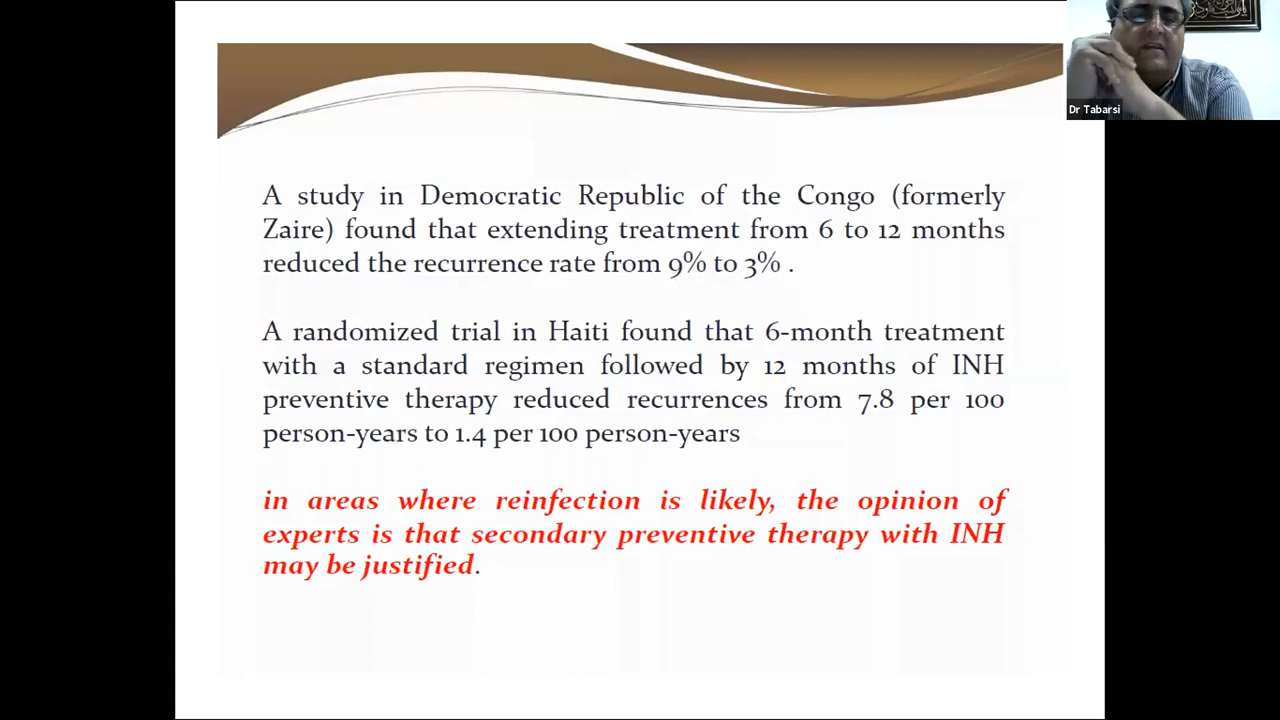 Dr Tabarsi
A study in Democratic Republic of the Congo (formerly
Zaire) found that extending treatment from 6 to 12 months
reduced the recurrence rate from 9% to 3% .
A randomized trial in Haiti found that 6-month treatment
with a standard regimen followed by 12 months of INH
preventive therapy reduced recurrences from 7.8 per 100
person-years to 1.4 per 100 person-years
in areas where reinfection is likely, the opinion of
experts is that secondary preventive therapy with INH
may be justified.